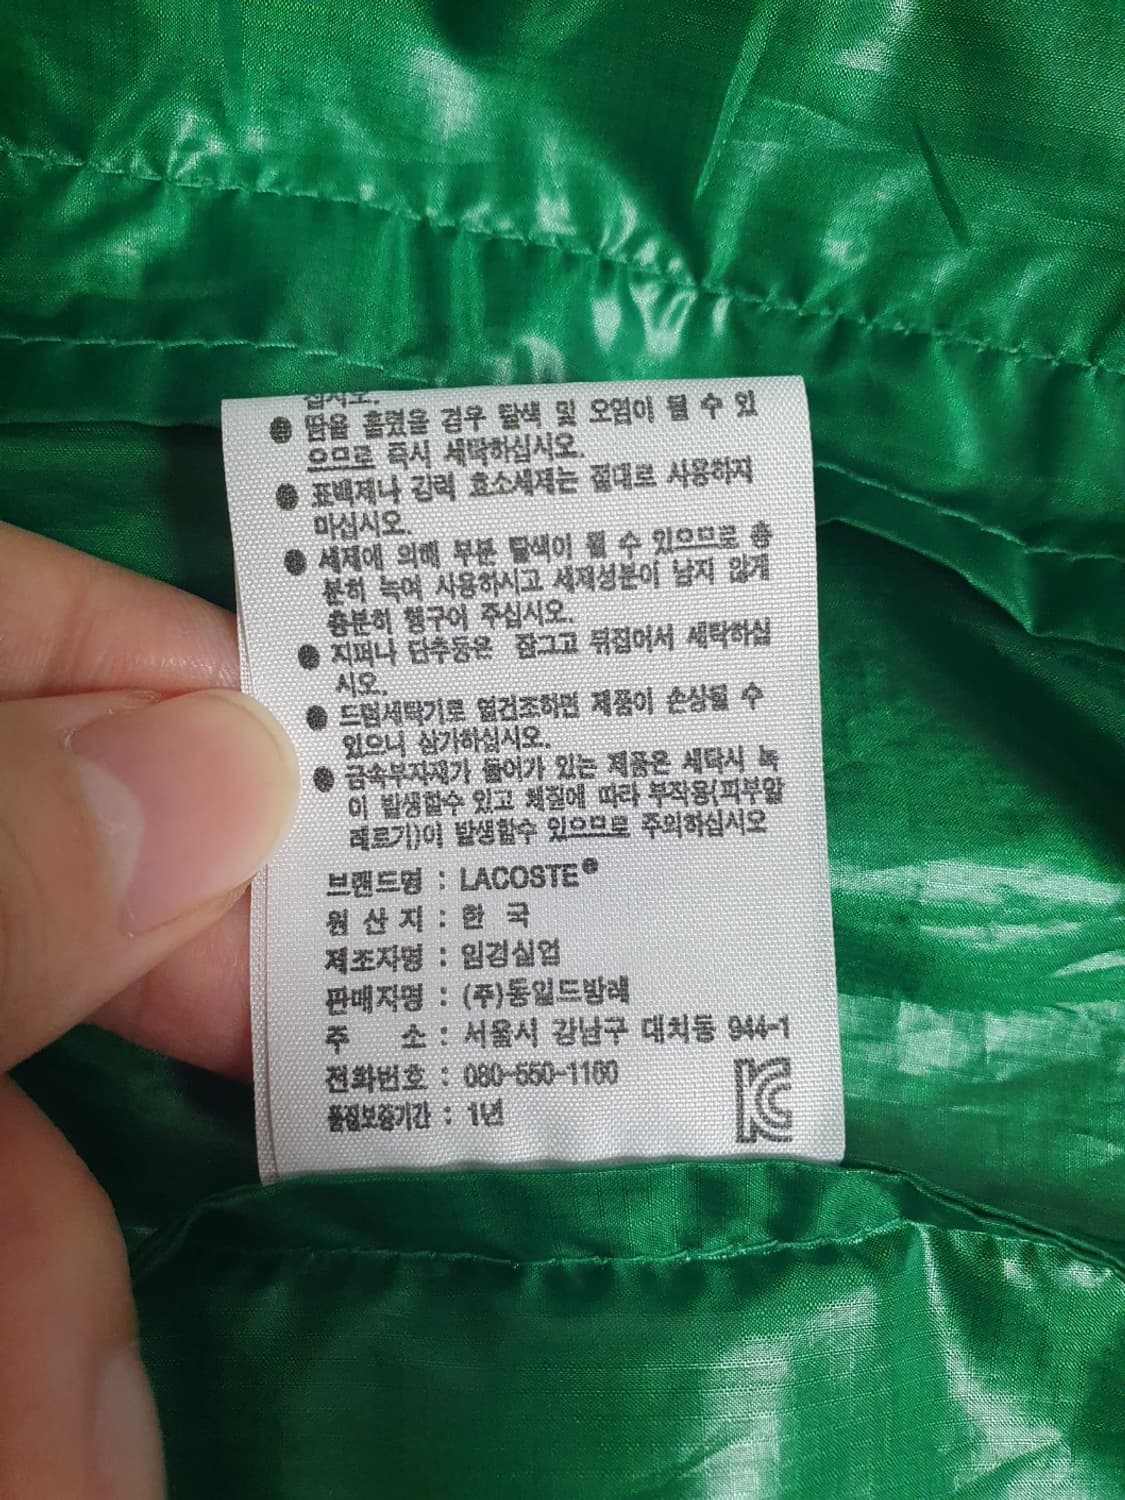 십시오.
● 땀을 흘렸을 경우 탈색 및 오염이 될 수 있
으므로 즉시 세탁하십시오.
● 표백제나 강력 효소세제는 절대로 사용하지
마십시오.
● 세제에 의해 부분 탈색이 될 수 있으므로 충
분히 녹여 사용하시고 세제성분이 남지 않게
충분히 헹구어 주십시오.
● 지퍼나 단추등은 잠그고 뒤집어서 세탁하십
시오.
● 드럼세탁기로 열건조하면 제품이 손상될 수
있으니 삼가하십시오.
● 금속부자재가 들어가 있는 제품은 세탁시 녹
이 발생할수 있고 체질에 따라 부작용(피부알
레르기)이 발생할수 있으므로 주의하십시오
브랜드명 : LACOSTE®
원 산 지 : 한 국
제조자명 : 임경실업
판매자명 : (주)동일드방레
주 소 : 서울시 강남구 대치동 944-1
전화번호 : 080-550-1100
품질보증기간 : 1년
KC